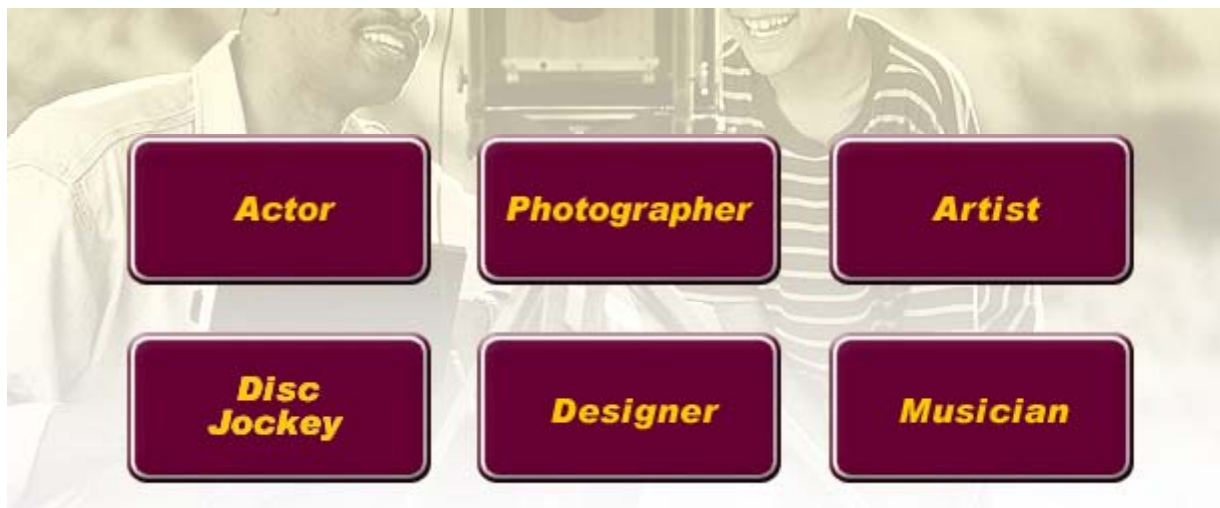 Actor
Photographer
Artist
Disc
Jockey
Designer
Musician